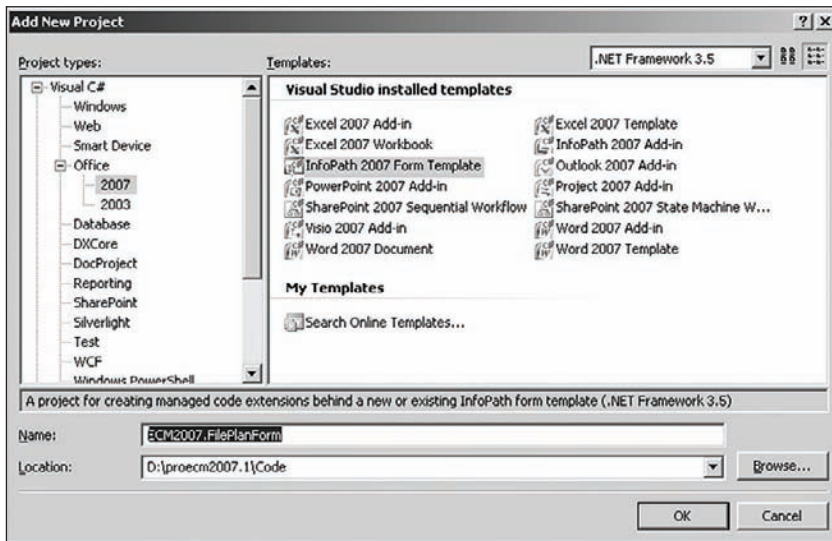 Add New Project
Project types:
Templates:
.NET Framework 3.5
Visual C#
Windows
Web
Smart Device
Office
2007
2003
Database
DXCore
DocProject
Reporting
SharePoint
Silverlight
Test
WCF
Windows PowerShell
Visual Studio installed templates
Excel 2007 Add-in
Excel 2007 Template
Excel 2007 Workbook
InfoPath 2007 Add-in
InfoPath 2007 Form Template
Outlook 2007 Add-in
PowerPoint 2007 Add-in
Project 2007 Add-in
SharePoint 2007 Sequential Workflow
SharePoint 2007 State Machine W...
Visio 2007 Add-in
Word 2007 Add-in
Word 2007 Document
Word 2007 Template
My Templates
Search Online Templates...
A project for creating managed code extensions behind a new or existing InfoPath form template (.NET Framework 3.5)
Name:
ECM2007.FilePlanForm
Location:
D:\proecm2007.1\Code
Browse...
OK
Cancel